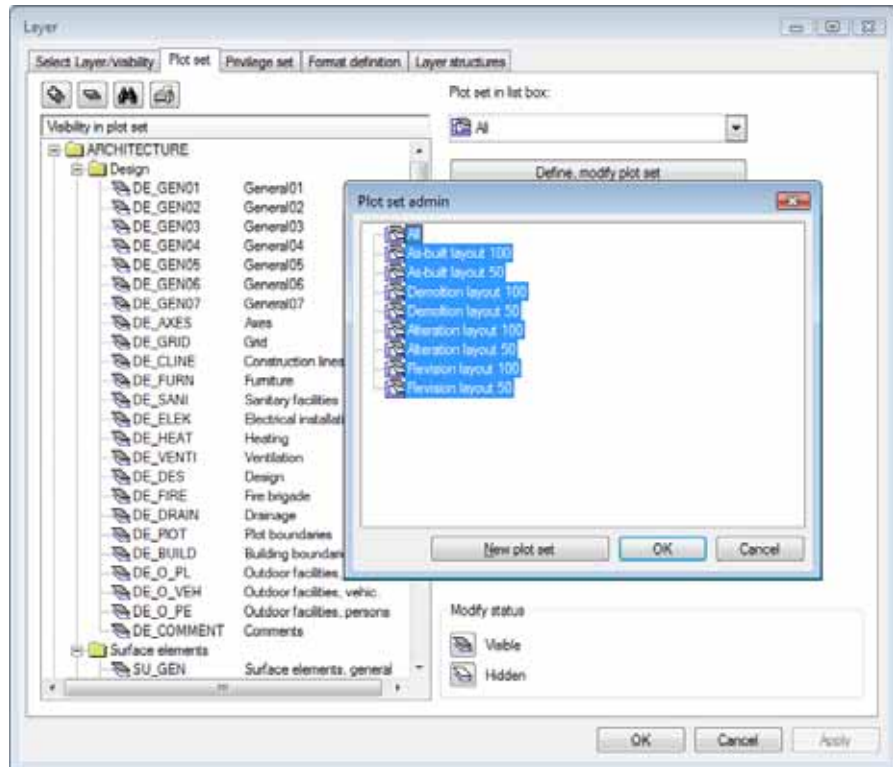 Layer
Select Layer/visibility Plot set Privilege set Format definition Layer structures
Plot set in list box:
All
Define, modify plot set
Visibility in plot set
ARCHITECTURE
Design
DE_GEN01 General01
DE_GEN02 General02
DE_GEN03 General03
DE_GEN04 General04
DE_GEN05 General05
DE_GEN06 General06
DE_GEN07 General07
DE_AXES Axes
DE_GRID Grid
DE_CLINE Construction lines
DE_FURN Furniture
DE_SANI Sanitary facilities
DE_ELEK Electrical installati
DE_HEAT Heating
DE_VENTI Ventilation
DE_DES Design
DE_FIRE Fire brigade
DE_DRAIN Drainage
DE_PlOT Plot boundaries
DE_BUILD Building boundari
DE_O_PL Outdoor facilities,
DE_O_VEH Outdoor facilities, vehic.
DE_O_PE Outdoor facilities, persons
DE_COMMENT Comments
Surface elements
SU_GEN Surface elements, general
Plot set admin
All
As-built layout 100
As-built layout 50
Demolition layout 100
Demolition layout 50
Alteration layout 100
Alteration layout 50
Revision layout 100
Revision layout 50
New plot set OK Cancel
Modify status
Visible
Hidden
OK Cancel Apply